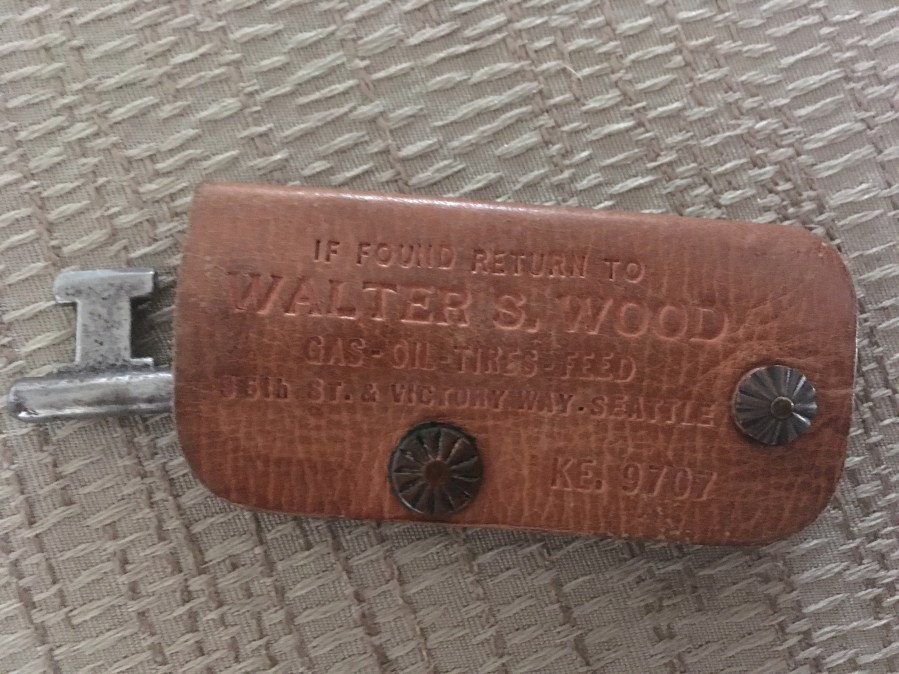 IF FOUND RETURN TO
WALTER S. WOOD
GAS-OIL-TIRES-FEED
ST. & VICTORY WAY. SEATTLE
KE. 9707